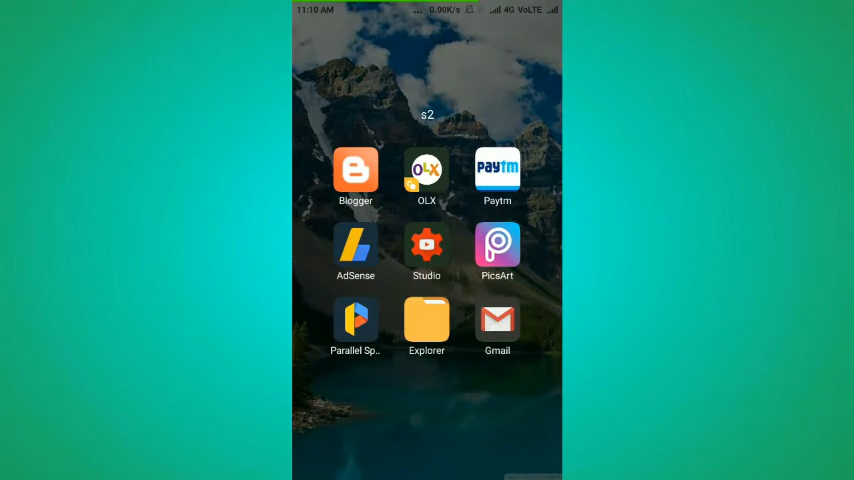 11:10 AM ... 0.00K/s 4G VoLTE
s2
OLX paytm
Blogger OLX Paytm
AdSense Studio PicsArt
Parallel Sp.. Explorer Gmail